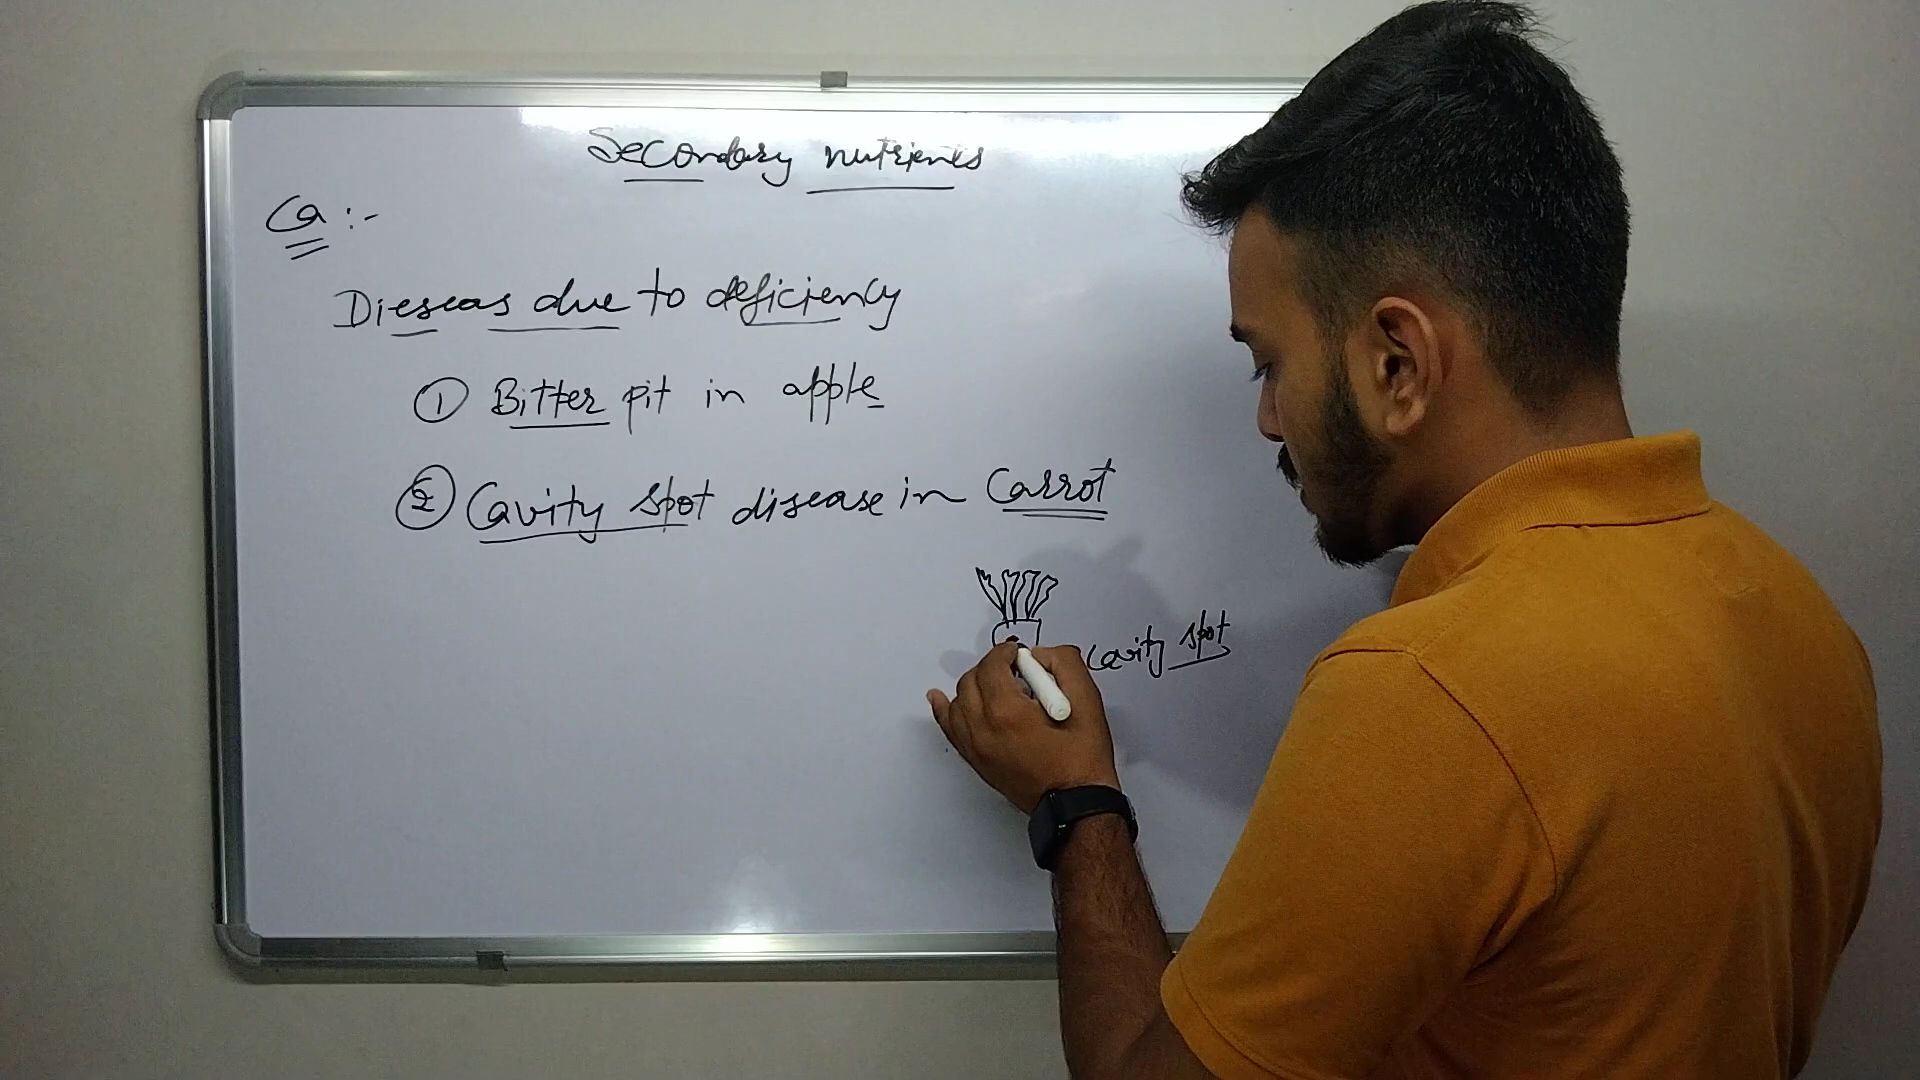 Secondary nutrients
Ca :-
Dieseas due to deficiency
① Bitter pit in apple
② Cavity spot disease in Carrot
Cavity spot